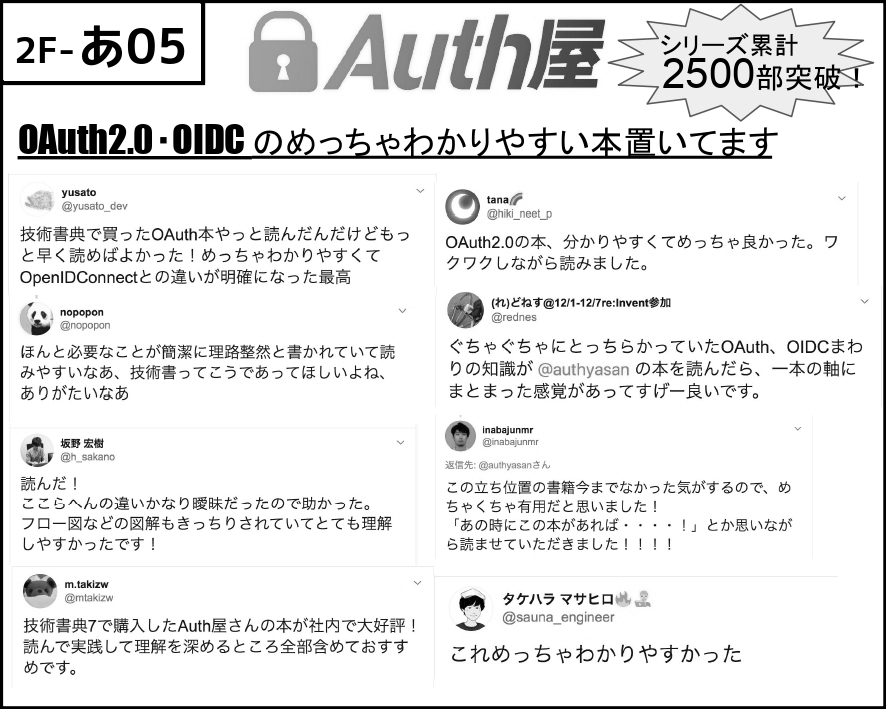 2F-あ05
Auth屋
シリーズ累計
2500部突破！
OAuth2.0・OIDC のめっちゃわかりやすい本置いてます
yusato
@yusato_dev
技術書典で買ったOAuth本やっと読んだんだけどもっ
と早く読めばよかった！めっちゃわかりやすくて
OpenIDConnectとの違いが明確になった最高
tana🌈
@hiki_neet_p
OAuth2.0の本、分かりやすくてめっちゃ良かった。ワ
クワクしながら読みました。
nopopon
@nopopon
ほんと必要なことが簡潔に理路整然と書かれていて読
みやすいなあ、技術書ってこうであってほしいよね、
ありがたいなあ
(れ)どねす@12/1-12/7re:Invent参加
@rednes
ぐちゃぐちゃにとっちらかっていたOAuth、OIDCまわ
りの知識が @authyasan の本を読んだら、一本の軸に
まとまった感覚があってすげー良いです。
坂野 宏樹
@h_sakano
読んだ！
ここらへんの違いかなり曖昧だったので助かった。
フロー図などの図解もきっちりされていてとても理解
しやすかったです！
inabajunmr
@inabajunmr
返信先: @authyasanさん
この立ち位置の書籍今までなかった気がするので、め
ちゃくちゃ有用だと思いました！
「あの時にこの本があれば・・・・！」とか思いなが
ら読ませていただきました！！！！
m.takizw
@mtakizw
技術書典7で購入したAuth屋さんの本が社内で大好評！
読んで実践して理解を深めるところ全部含めておすす
めです。
タケハラ マサヒロ🔥
@sauna_engineer
これめっちゃわかりやすかった